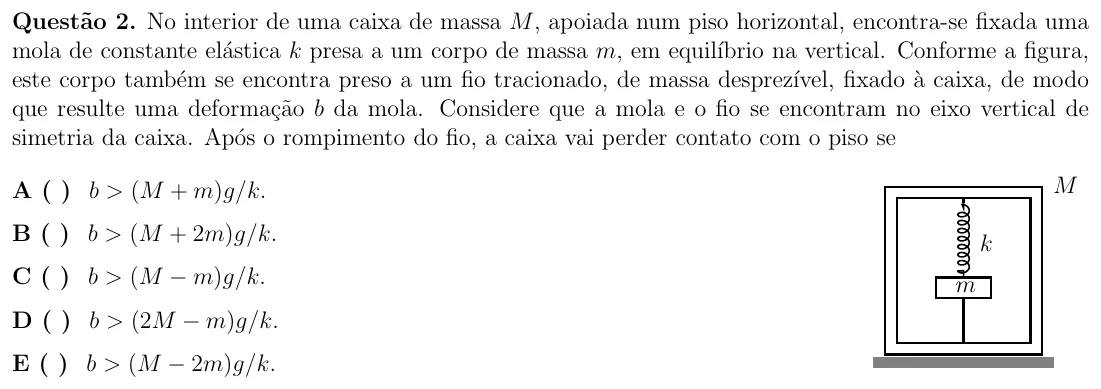 Questão 2. No interior de uma caixa de massa M, apoiada num piso horizontal, encontra-se fixada uma
mola de constante elástica k presa a um corpo de massa m, em equilíbrio na vertical. Conforme a figura,
este corpo também se encontra preso a um fio tracionado, de massa desprezível, fixado à caixa, de modo
que resulte uma deformação b da mola. Considere que a mola e o fio se encontram no eixo vertical de
simetria da caixa. Após o rompimento do fio, a caixa vai perder contato com o piso se
A ( ) b > (M + m)g/k.
B ( ) b > (M + 2m)g/k.
C ( ) b > (M − m)g/k.
D ( ) b > (2M − m)g/k.
E ( ) b > (M − 2m)g/k.
M
k
m